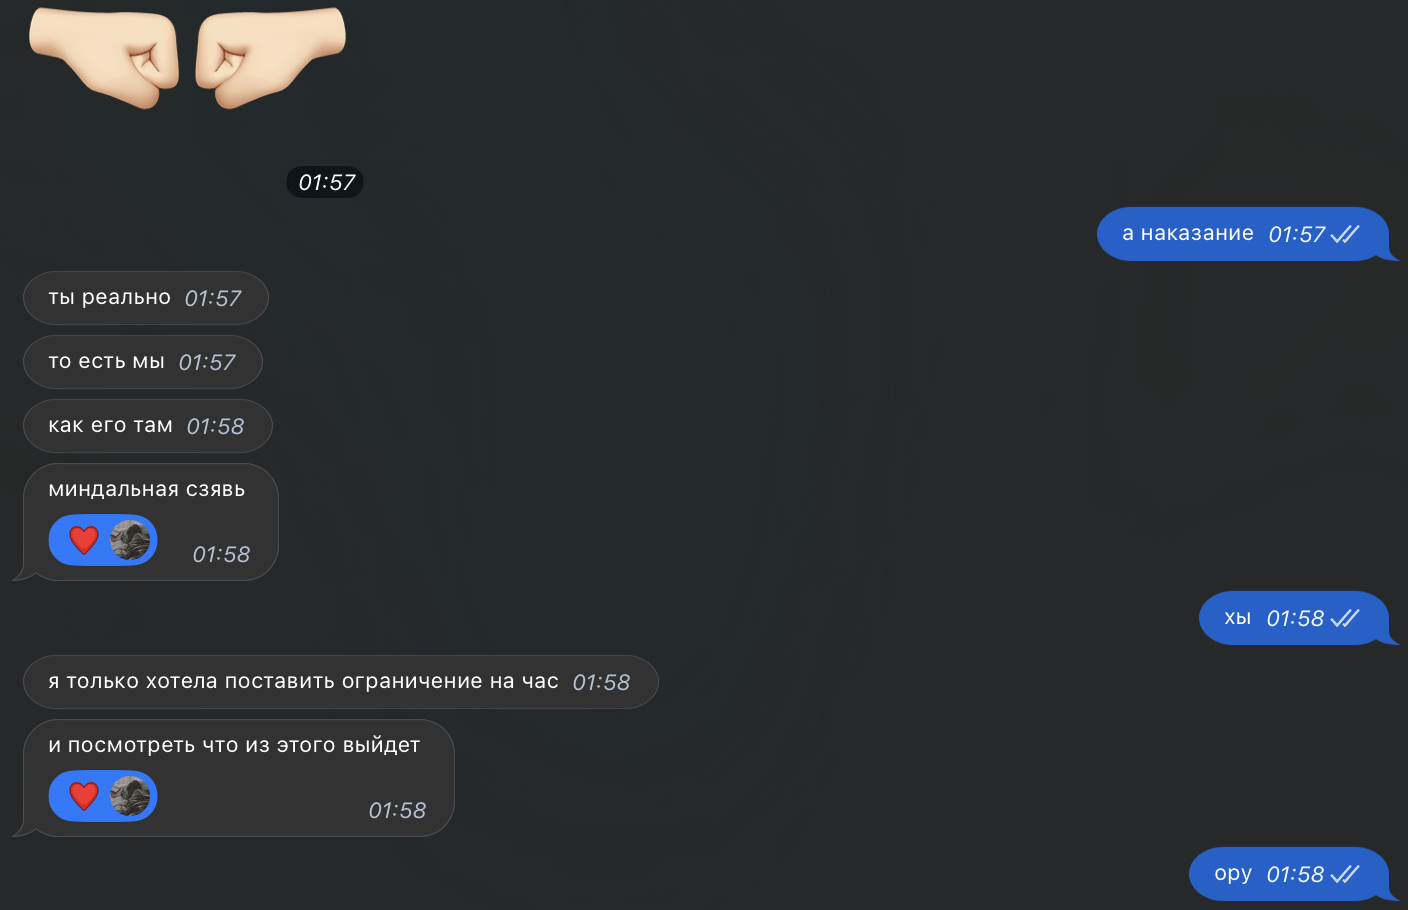 01:57
а наказание 01:57
ты реально 01:57
то есть мы 01:57
как его там 01:58
миндальная сзявь
01:58
хы 01:58
я только хотела поставить ограничение на час 01:58
и посмотреть что из этого выйдет
01:58
ору 01:58